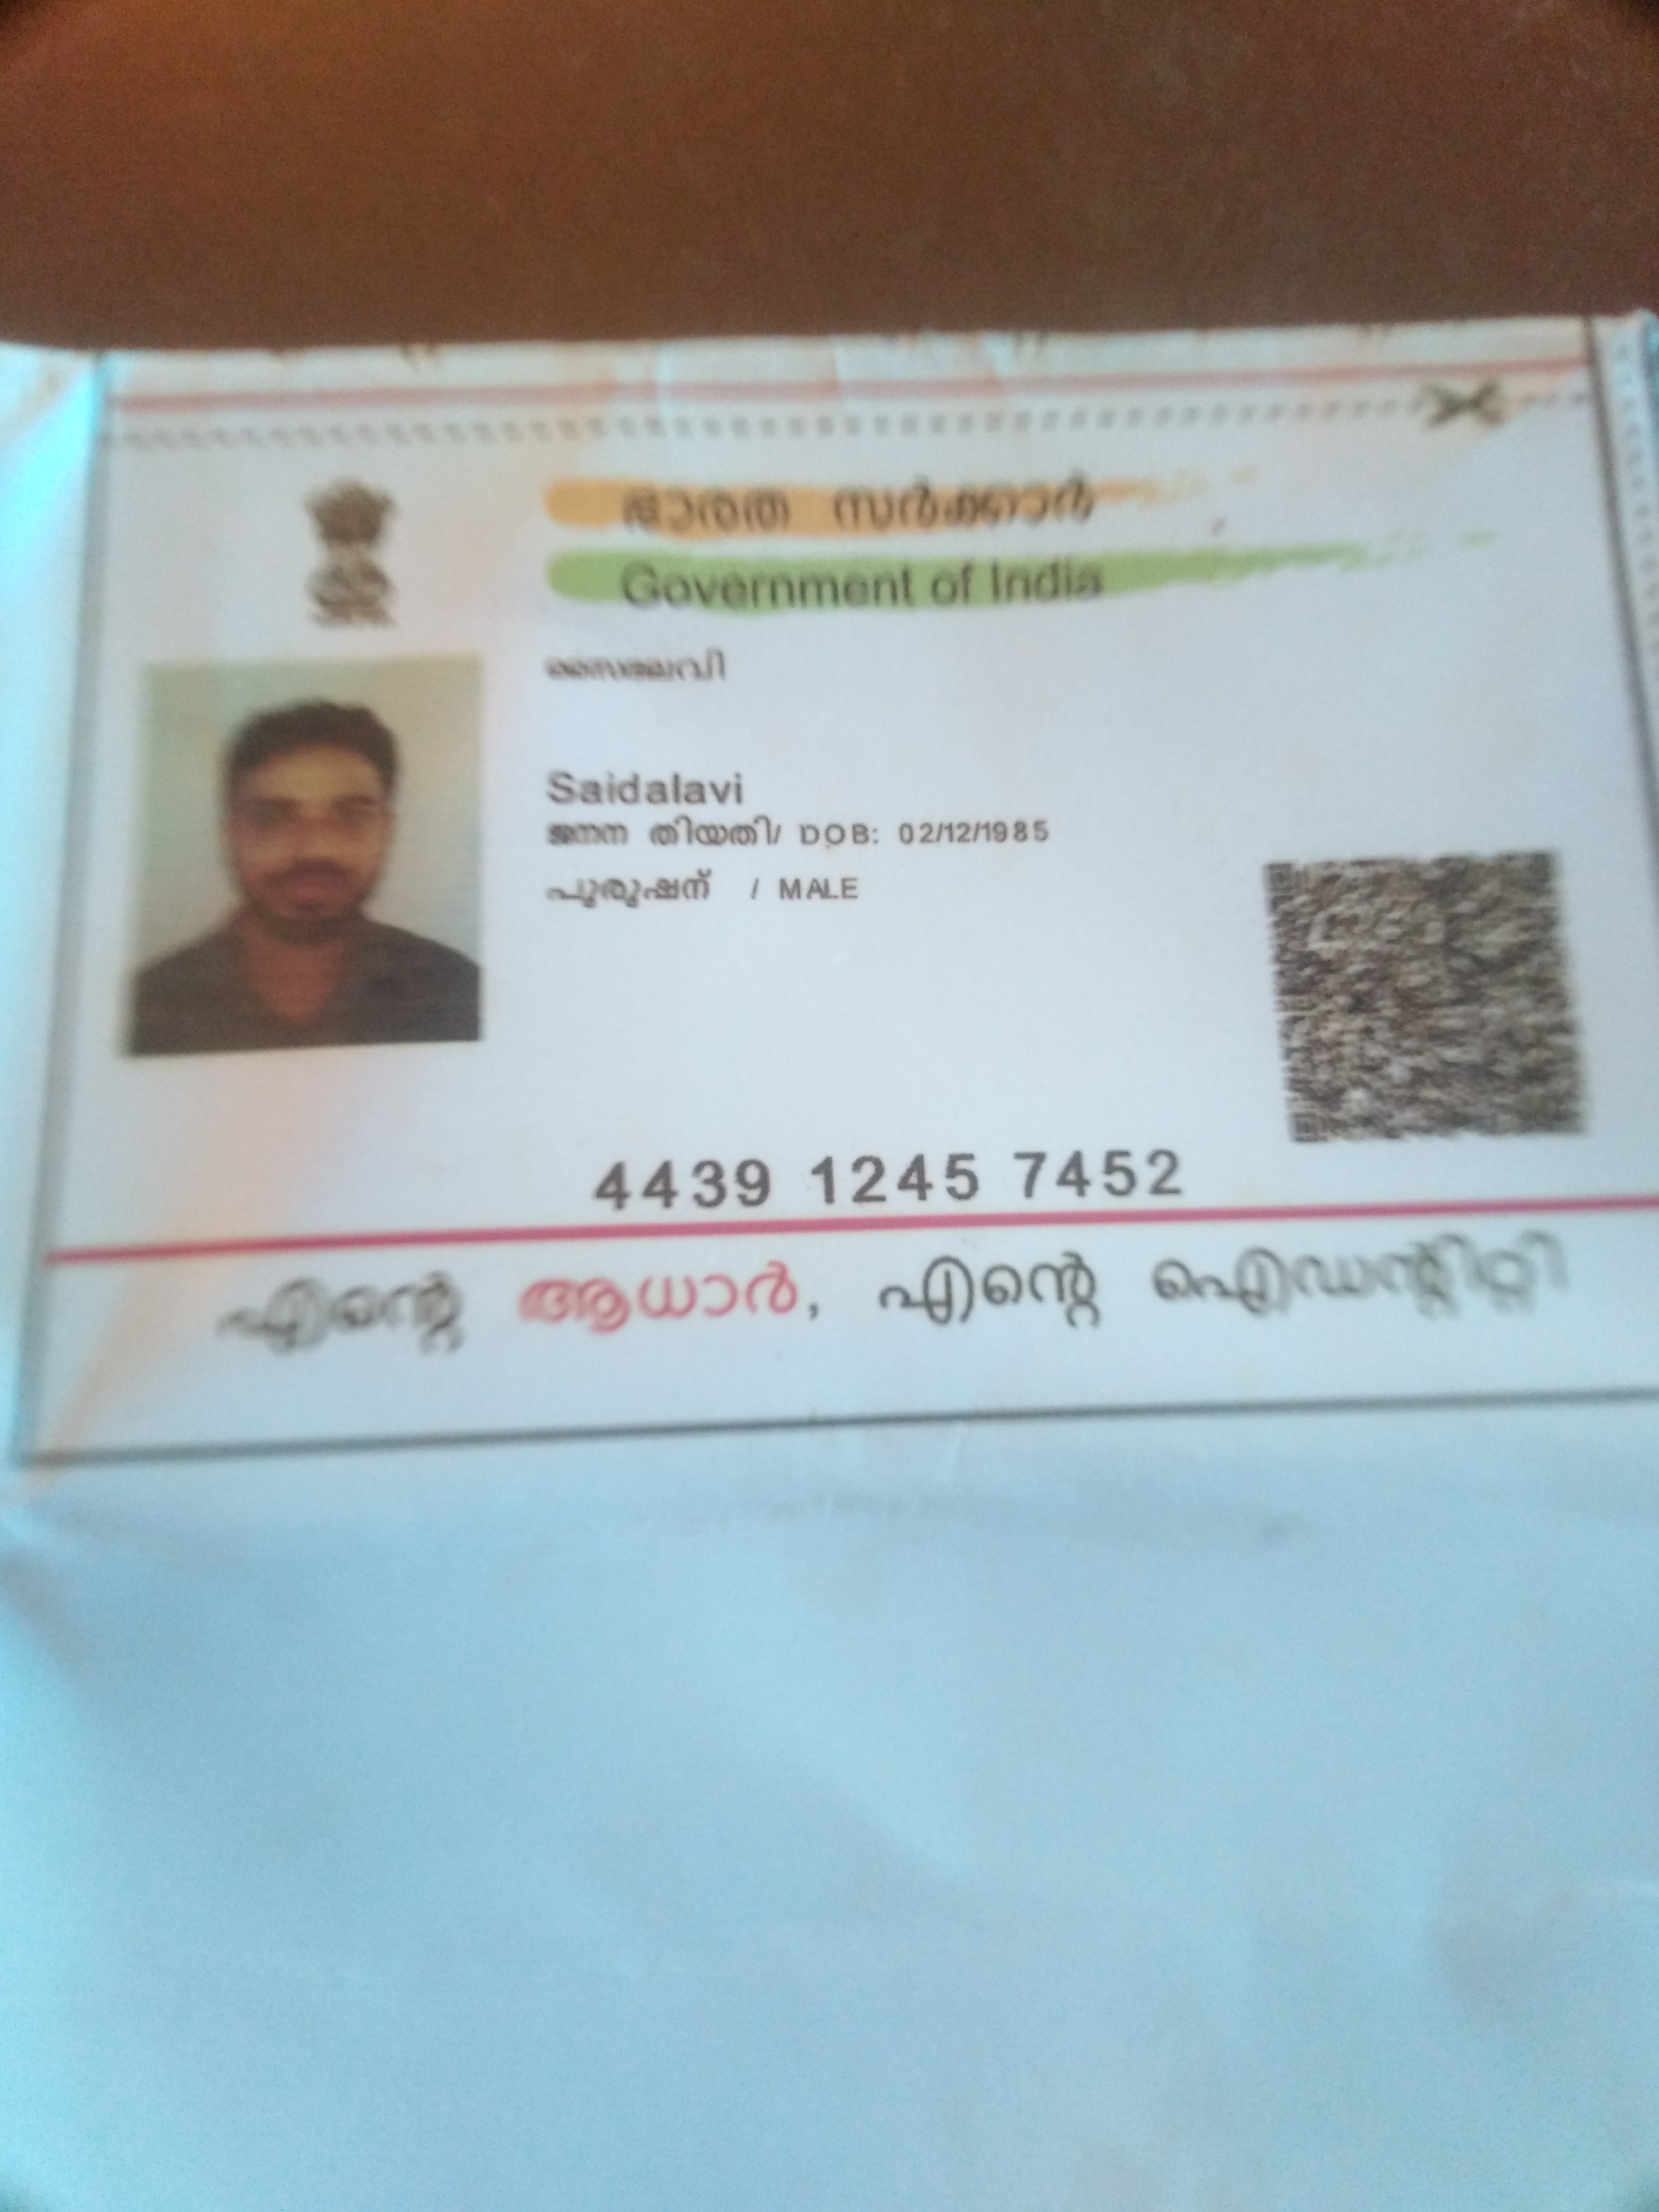 ഭാരത സർക്കാർ
Government of India
Saidalavi
ജനന തിയതി/ DOB: 02/12/1985
പുരുഷന് / MALE
4439 1245 7452
എന്റെ ആധാർ, എന്റെ ഐഡന്റിറ്റി